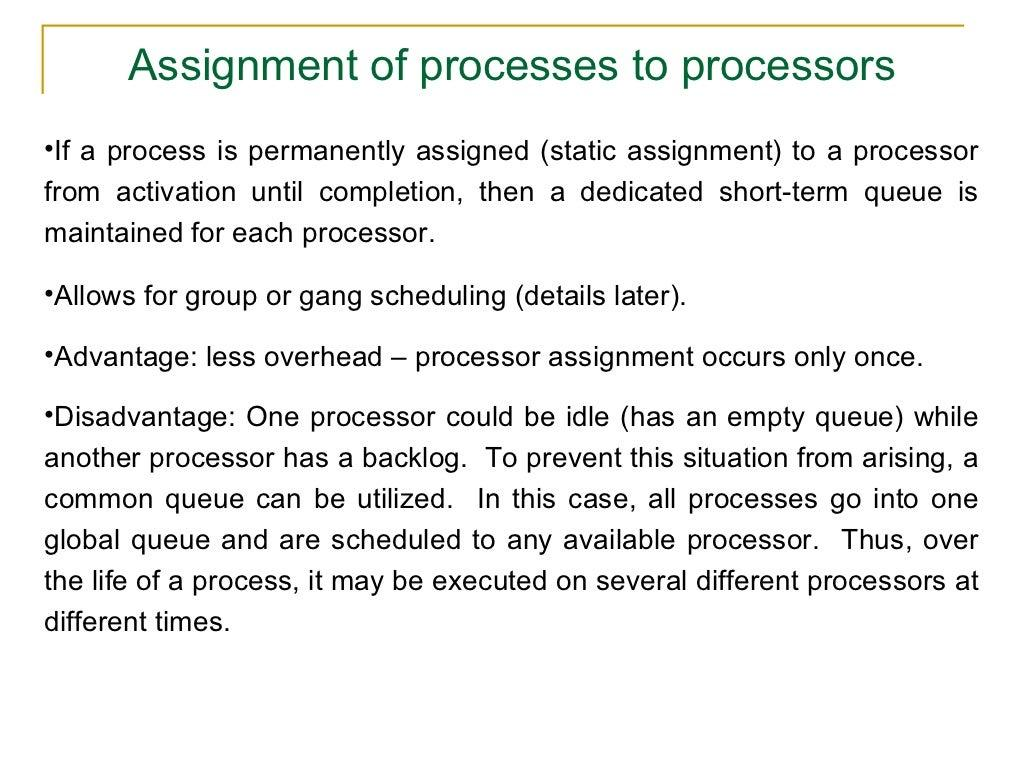 Assignment of processes to processors
•If a process is permanently assigned (static assignment) to a processor
from activation until completion, then a dedicated short-term queue is
maintained for each processor.
•Allows for group or gang scheduling (details later).
•Advantage: less overhead – processor assignment occurs only once.
•Disadvantage: One processor could be idle (has an empty queue) while
another processor has a backlog.  To prevent this situation from arising, a
common queue can be utilized.  In this case, all processes go into one
global queue and are scheduled to any available processor.  Thus, over
the life of a process, it may be executed on several different processors at
different times.